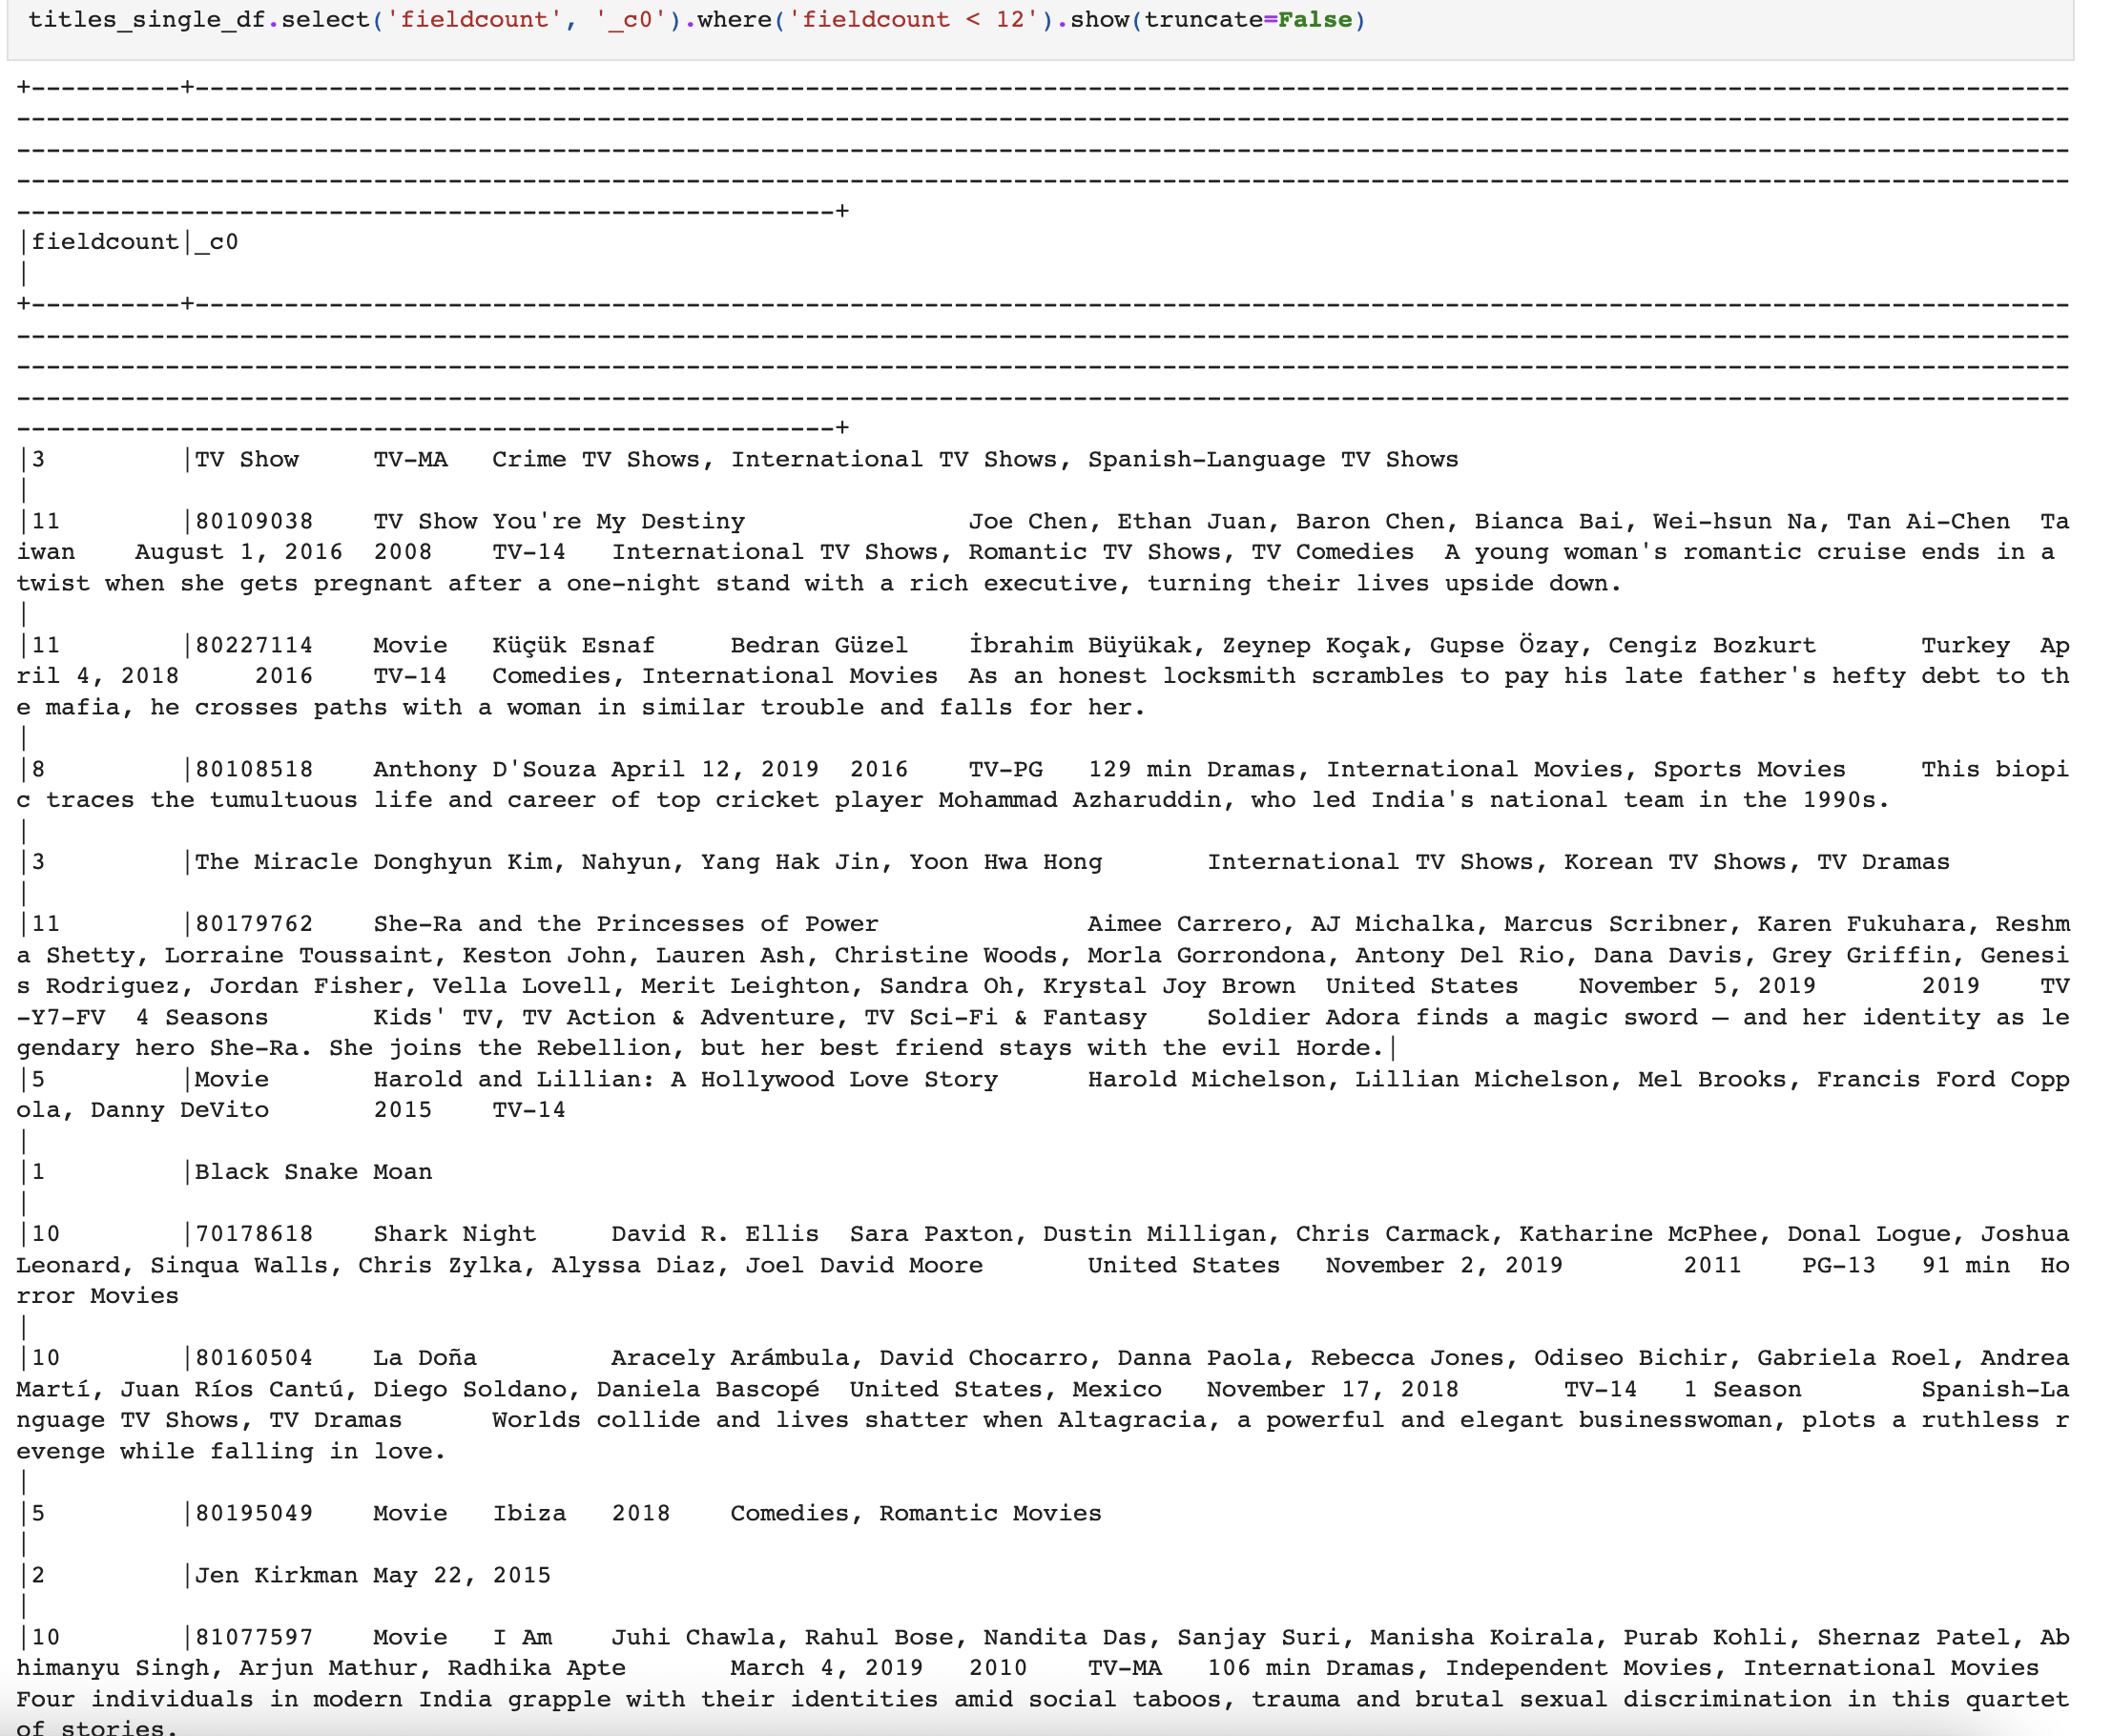 titles_single_df.select('fieldcount', '_c0').where('fieldcount < 12').show(truncate=False)
+----------+------------------------------------------------------------------------------------------------------------------------------
------------------------------------------------------------------------------------------------------------------------------------------
------------------------------------------------------------------------------------------------------------------------------------------
------------------------------------------------------------------------------------------------------------------------------------------
-------------------------------------------------------+
|fieldcount|_c0
|
+----------+------------------------------------------------------------------------------------------------------------------------------
------------------------------------------------------------------------------------------------------------------------------------------
------------------------------------------------------------------------------------------------------------------------------------------
------------------------------------------------------------------------------------------------------------------------------------------
-------------------------------------------------------+
|3         |TV Show     TV-MA   Crime TV Shows, International TV Shows, Spanish-Language TV Shows
|
|11        |80109038    TV Show You're My Destiny               Joe Chen, Ethan Juan, Baron Chen, Bianca Bai, Wei-hsun Na, Tan Ai-Chen  Ta
iwan    August 1, 2016  2008    TV-14   International TV Shows, Romantic TV Shows, TV Comedies  A young woman's romantic cruise ends in a
twist when she gets pregnant after a one-night stand with a rich executive, turning their lives upside down.
|
|11        |80227114    Movie   Küçük Esnaf     Bedran Güzel    İbrahim Büyükak, Zeynep Koçak, Gupse Özay, Cengiz Bozkurt       Turkey  Ap
ril 4, 2018     2016    TV-14   Comedies, International Movies  As an honest locksmith scrambles to pay his late father's hefty debt to th
e mafia, he crosses paths with a woman in similar trouble and falls for her.
|
|8         |80108518    Anthony D'Souza April 12, 2019  2016    TV-PG   129 min Dramas, International Movies, Sports Movies     This biopi
c traces the tumultuous life and career of top cricket player Mohammad Azharuddin, who led India's national team in the 1990s.
|
|3         |The Miracle Donghyun Kim, Nahyun, Yang Hak Jin, Yoon Hwa Hong       International TV Shows, Korean TV Shows, TV Dramas
|
|11        |80179762    She-Ra and the Princesses of Power              Aimee Carrero, AJ Michalka, Marcus Scribner, Karen Fukuhara, Reshm
a Shetty, Lorraine Toussaint, Keston John, Lauren Ash, Christine Woods, Morla Gorrondona, Antony Del Rio, Dana Davis, Grey Griffin, Genesi
s Rodriguez, Jordan Fisher, Vella Lovell, Merit Leighton, Sandra Oh, Krystal Joy Brown  United States    November 5, 2019       2019    TV
-Y7-FV  4 Seasons       Kids' TV, TV Action & Adventure, TV Sci-Fi & Fantasy    Soldier Adora finds a magic sword — and her identity as le
gendary hero She-Ra. She joins the Rebellion, but her best friend stays with the evil Horde.|
|5         |Movie       Harold and Lillian: A Hollywood Love Story      Harold Michelson, Lillian Michelson, Mel Brooks, Francis Ford Copp
ola, Danny DeVito       2015    TV-14
|
|1         |Black Snake Moan
|
|10        |70178618    Shark Night     David R. Ellis  Sara Paxton, Dustin Milligan, Chris Carmack, Katharine McPhee, Donal Logue, Joshua
Leonard, Sinqua Walls, Chris Zylka, Alyssa Diaz, Joel David Moore       United States   November 2, 2019        2011    PG-13   91 min  Ho
rror Movies
|
|10        |80160504    La Doña         Aracely Arámbula, David Chocarro, Danna Paola, Rebecca Jones, Odiseo Bichir, Gabriela Roel, Andrea
Martí, Juan Ríos Cantú, Diego Soldano, Daniela Bascopé  United States, Mexico   November 17, 2018       TV-14   1 Season        Spanish-La
nguage TV Shows, TV Dramas      Worlds collide and lives shatter when Altagracia, a powerful and elegant businesswoman, plots a ruthless r
evenge while falling in love.
|
|5         |80195049    Movie   Ibiza   2018    Comedies, Romantic Movies
|
|2         |Jen Kirkman May 22, 2015
|
|10        |81077597    Movie   I Am    Juhi Chawla, Rahul Bose, Nandita Das, Sanjay Suri, Manisha Koirala, Purab Kohli, Shernaz Patel, Ab
himanyu Singh, Arjun Mathur, Radhika Apte       March 4, 2019   2010    TV-MA   106 min Dramas, Independent Movies, International Movies
Four individuals in modern India grapple with their identities amid social taboos, trauma and brutal sexual discrimination in this quartet
of stories.